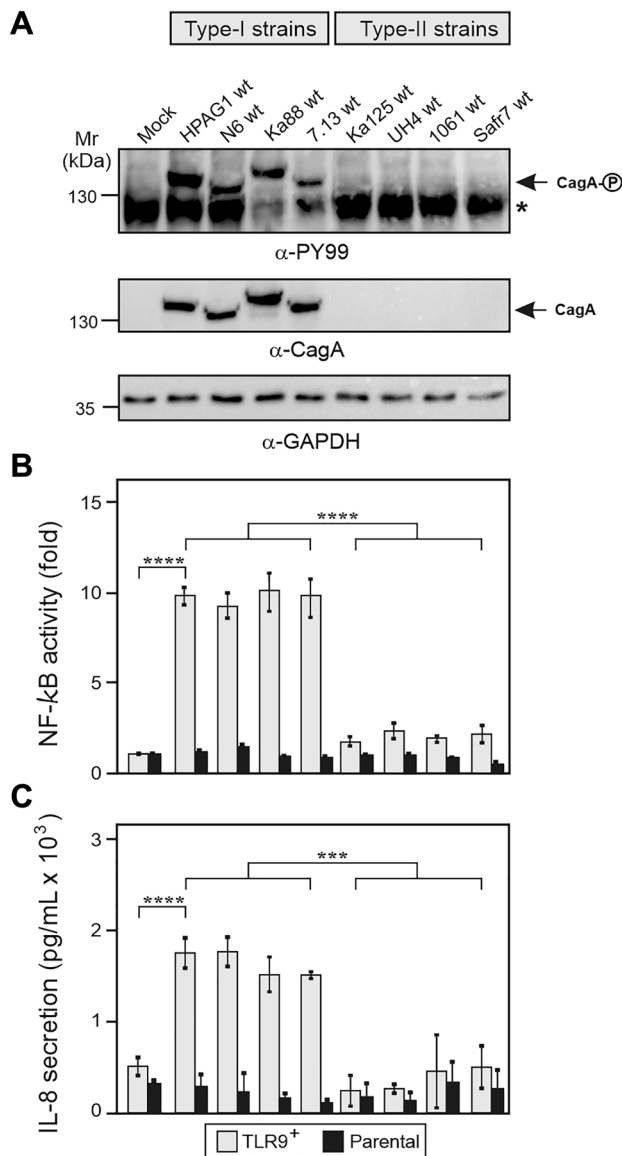 A
Type-I strains Type-II strains
Mock HPAG1 wt N6 wt Ka88 wt 7.13 wt Ka125 wt UH4 wt 1061 wt Safr7 wt
Mr
(kDa)
130
CagA-Ⓟ
*
α-PY99
130
CagA
α-CagA
35
α-GAPDH
B
NF-kB activity (fold)
15
10
5
0
****
****
C
IL-8 secretion (pg/mL x 10³)
3
2
1
0
****
***
TLR9⁺ Parental